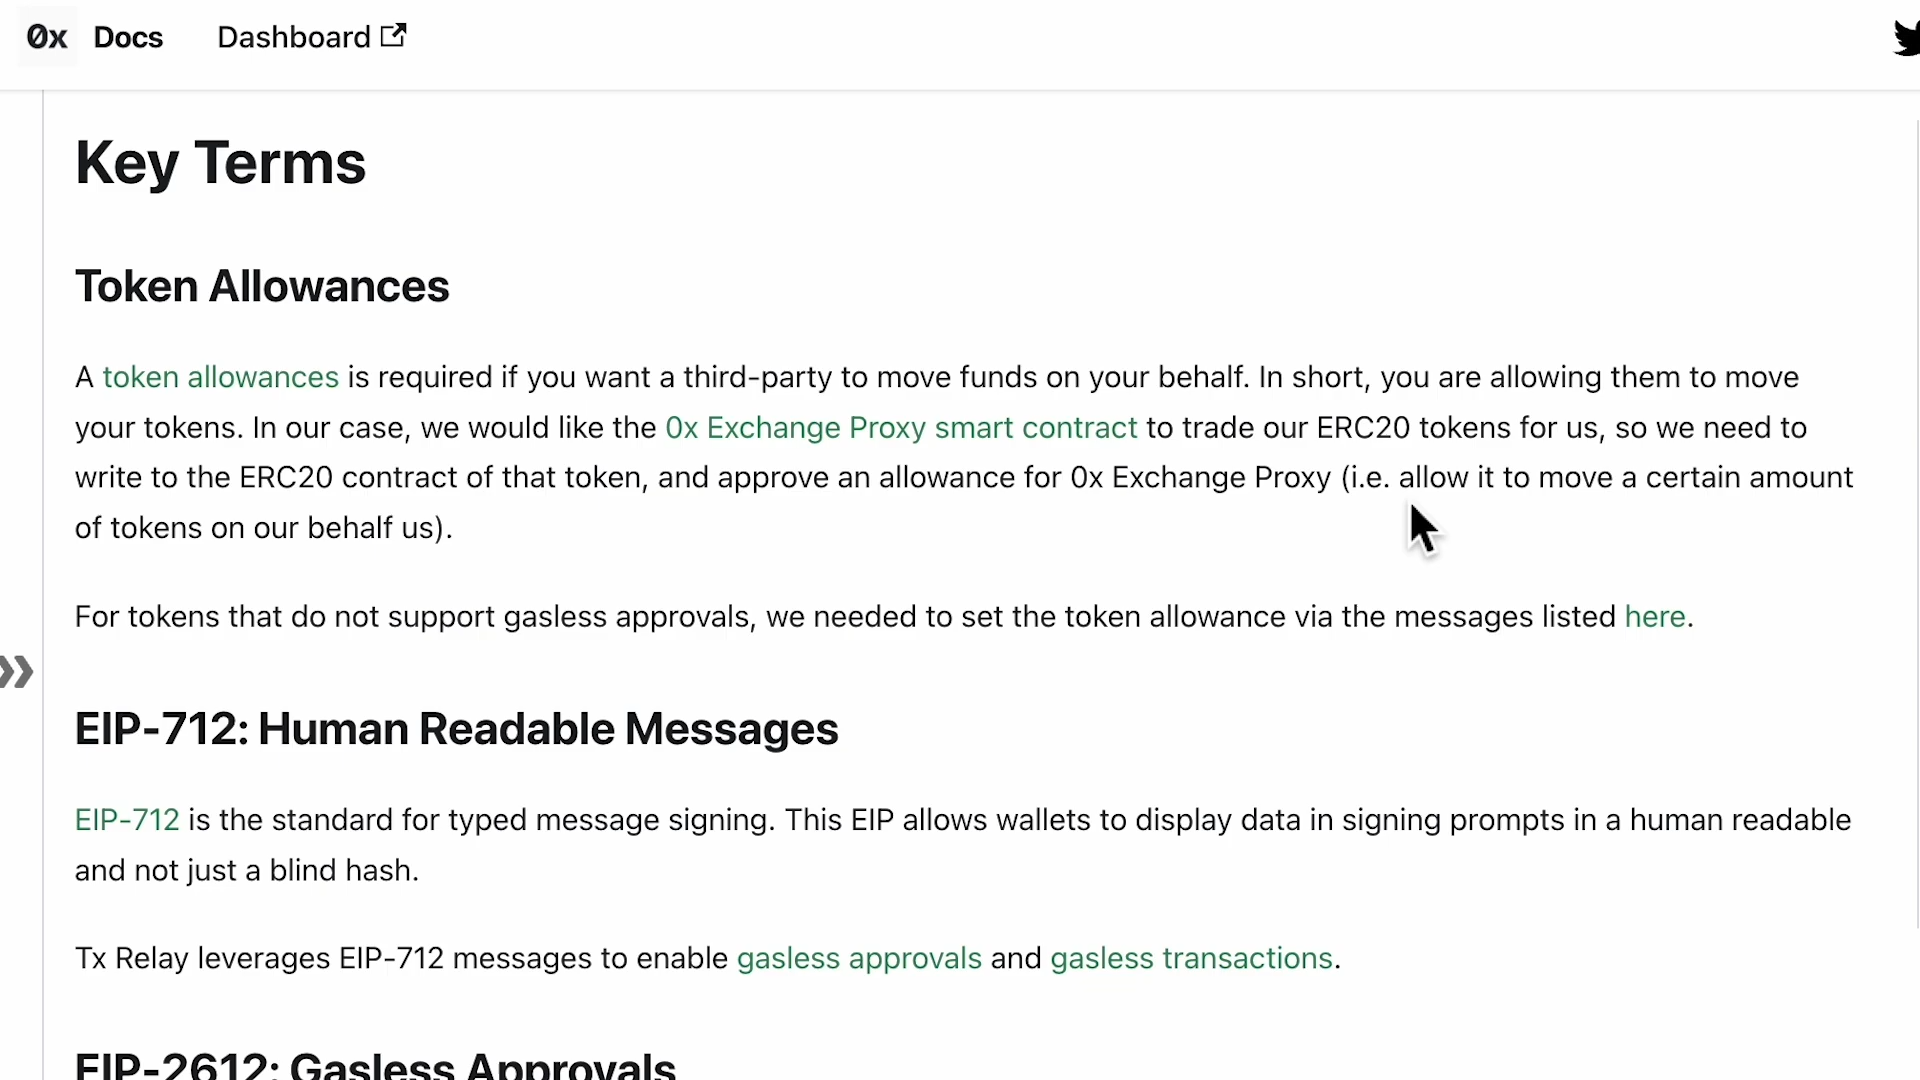 0x Docs Dashboard
Key Terms
Token Allowances
A token allowances is required if you want a third-party to move funds on your behalf. In short, you are allowing them to move
your tokens. In our case, we would like the 0x Exchange Proxy smart contract to trade our ERC20 tokens for us, so we need to
write to the ERC20 contract of that token, and approve an allowance for 0x Exchange Proxy (i.e. allow it to move a certain amount
of tokens on our behalf us).
For tokens that do not support gasless approvals, we needed to set the token allowance via the messages listed here.
EIP-712: Human Readable Messages
EIP-712 is the standard for typed message signing. This EIP allows wallets to display data in signing prompts in a human readable
and not just a blind hash.
Tx Relay leverages EIP-712 messages to enable gasless approvals and gasless transactions.
EIP-2612: Gasless Approvals